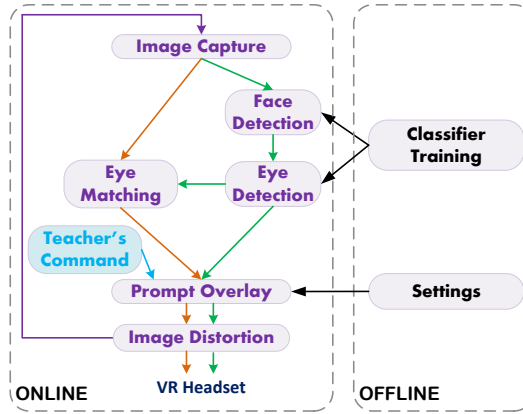 Image Capture
Face
Detection
Classifier
Training
Eye
Matching
Eye
Detection
Teacher's
Command
Prompt Overlay
Settings
Image Distortion
VR Headset
ONLINE
OFFLINE